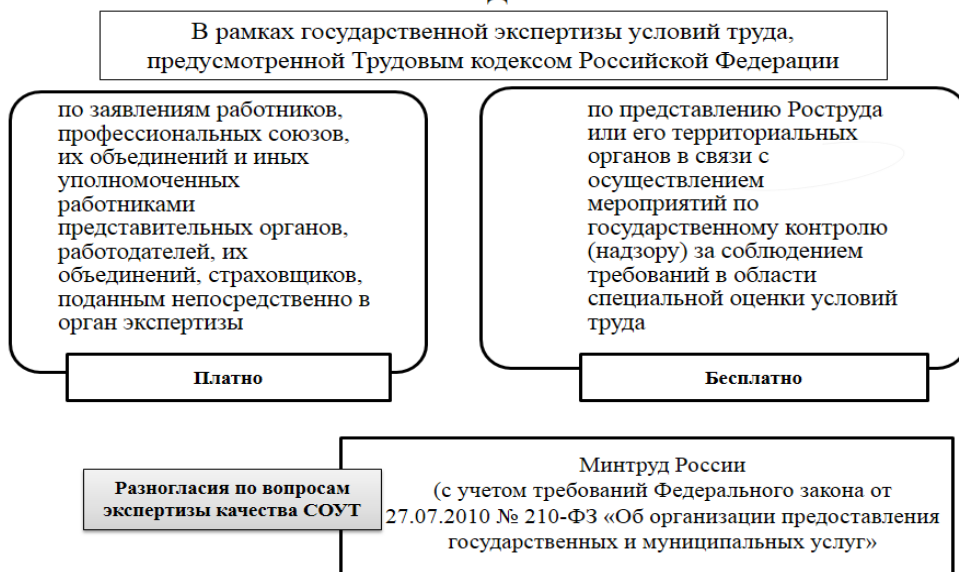 В рамках государственной экспертизы условий труда,
предусмотренной Трудовым кодексом Российской Федерации
по заявлениям работников,
профессиональных союзов,
их объединений и иных
уполномоченных
работниками
представительных органов,
работодателей, их
объединений, страховщиков,
поданным непосредственно в
орган экспертизы
Платно
по представлению Роструда
или его территориальных
органов в связи с
осуществлением
мероприятий по
государственному контролю
(надзору) за соблюдением
требований в области
специальной оценки условий
труда
Бесплатно
Разногласия по вопросам
экспертизы качества СОУТ
Минтруд России
(с учетом требований Федерального закона от
27.07.2010 № 210-ФЗ «Об организации предоставления
государственных и муниципальных услуг»